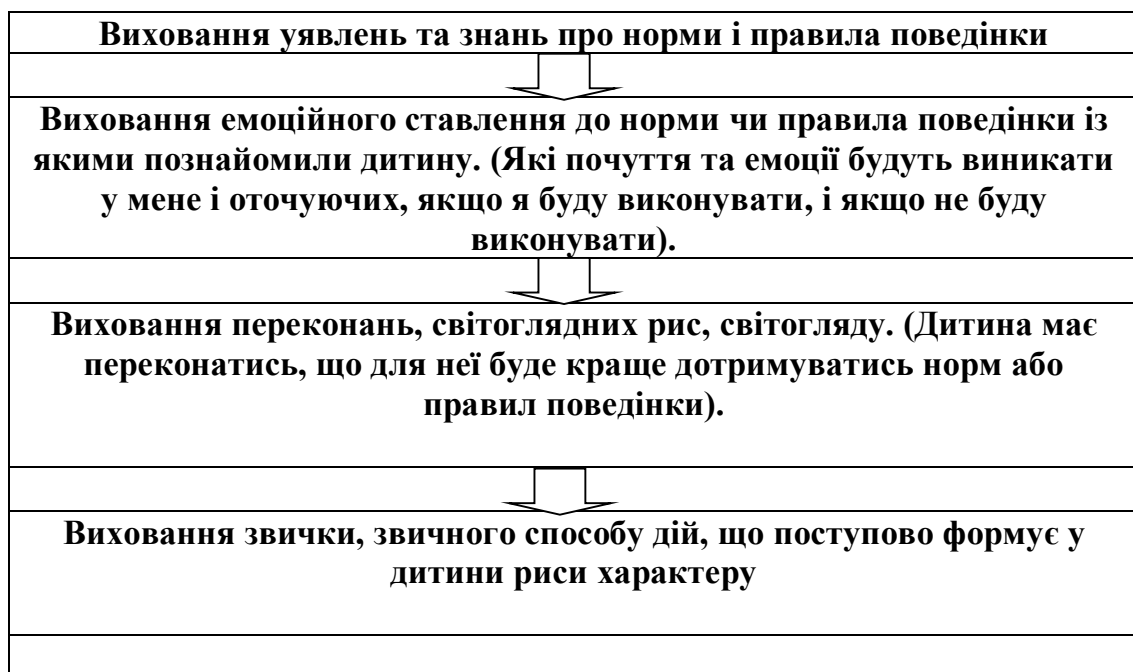 Виховання уявлень та знань про норми і правила поведінки
Виховання емоційного ставлення до норми чи правила поведінки із
якими познайомили дитину. (Які почуття та емоції будуть виникати
у мене і оточуючих, якщо я буду виконувати, і якщо не буду
виконувати).
Виховання переконань, світоглядних рис, світогляду. (Дитина має
переконатись, що для неї буде краще дотримуватись норм або
правил поведінки).
Виховання звички, звичного способу дій, що поступово формує у
дитини риси характеру